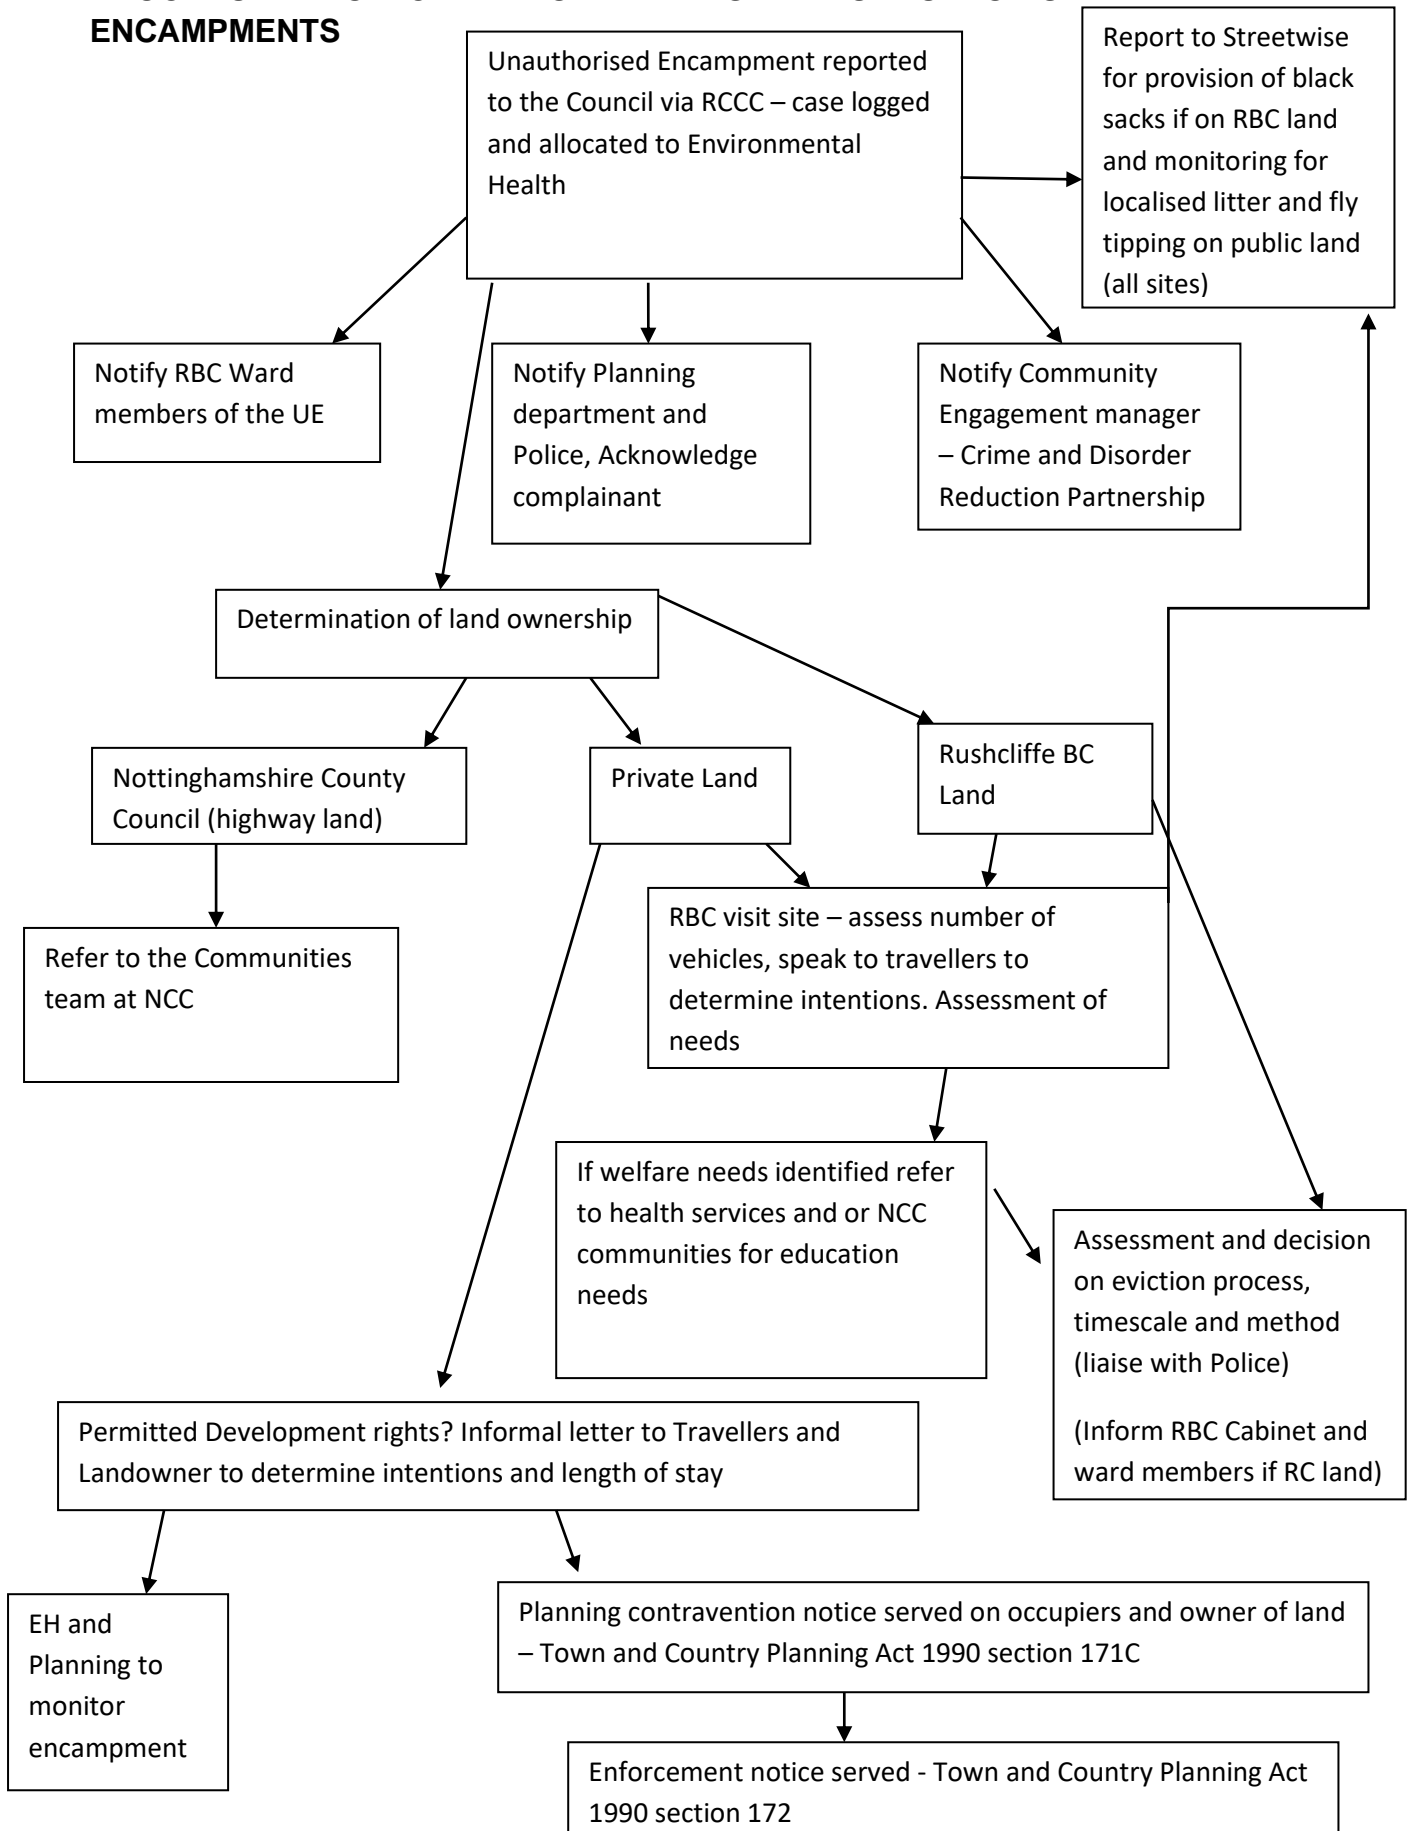 ENCAMPMENTS
Unauthorised Encampment reported
to the Council via RCCC – case logged
and allocated to Environmental
Health
Report to Streetwise
for provision of black
sacks if on RBC land
and monitoring for
localised litter and fly
tipping on public land
(all sites)
Notify RBC Ward
members of the UE
Notify Planning
department and
Police, Acknowledge
complainant
Notify Community
Engagement manager
– Crime and Disorder
Reduction Partnership
Determination of land ownership
Nottinghamshire County
Council (highway land)
Private Land
Rushcliffe BC
Land
Refer to the Communities
team at NCC
RBC visit site – assess number of
vehicles, speak to travellers to
determine intentions. Assessment of
needs
If welfare needs identified refer
to health services and or NCC
communities for education
needs
Assessment and decision
on eviction process,
timescale and method
(liaise with Police)
(Inform RBC Cabinet and
ward members if RC land)
Permitted Development rights? Informal letter to Travellers and
Landowner to determine intentions and length of stay
EH and
Planning to
monitor
encampment
Planning contravention notice served on occupiers and owner of land
– Town and Country Planning Act 1990 section 171C
Enforcement notice served - Town and Country Planning Act
1990 section 172